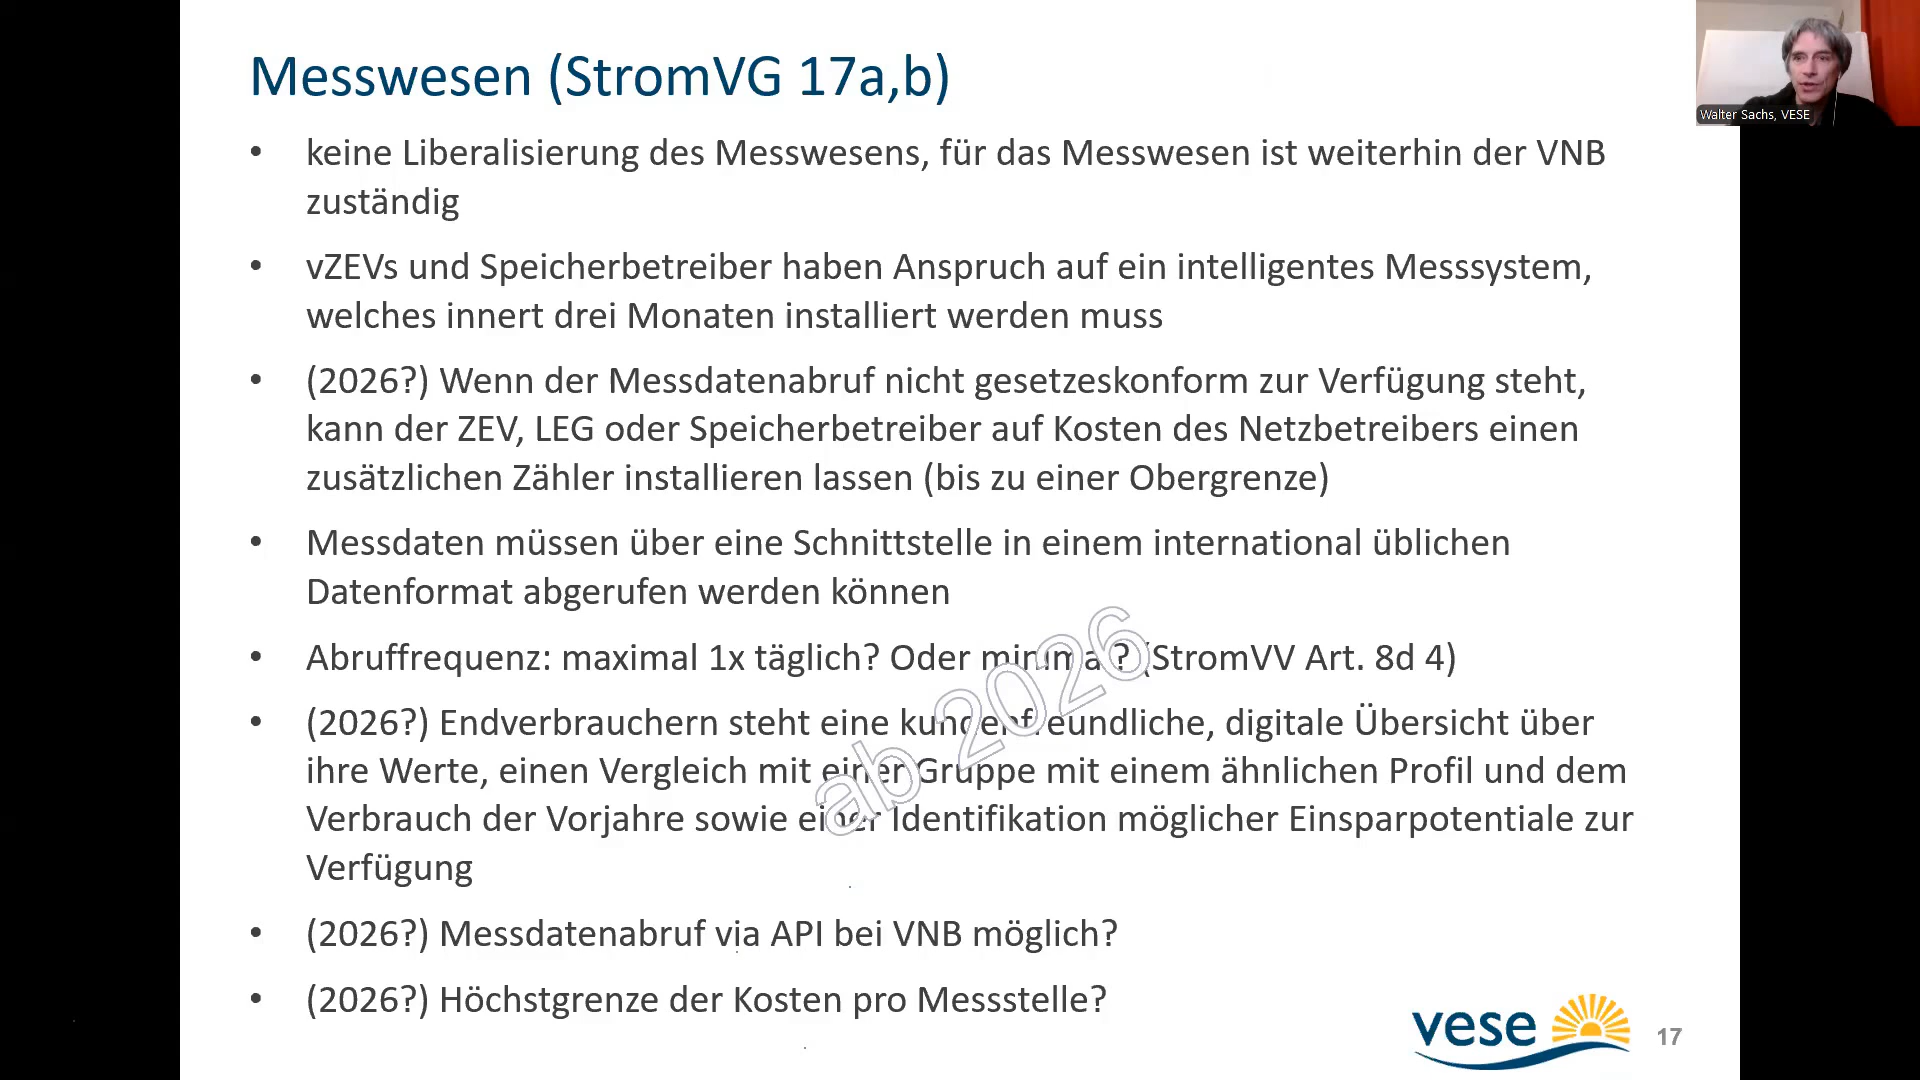 Messwesen (StromVG 17a,b)
Walter Sachs, VESE
• keine Liberalisierung des Messwesens, für das Messwesen ist weiterhin der VNB
zuständig
• vZEVs und Speicherbetreiber haben Anspruch auf ein intelligentes Messsystem,
welches innert drei Monaten installiert werden muss
• (2026?) Wenn der Messdatenabruf nicht gesetzeskonform zur Verfügung steht,
kann der ZEV, LEG oder Speicherbetreiber auf Kosten des Netzbetreibers einen
zusätzlichen Zähler installieren lassen (bis zu einer Obergrenze)
• Messdaten müssen über eine Schnittstelle in einem international üblichen
Datenformat abgerufen werden können
• Abruffrequenz: maximal 1x täglich? Oder minimal? (StromVV Art. 8d 4)
• (2026?) Endverbrauchern steht eine kundenfreundliche, digitale Übersicht über
ihre Werte, einen Vergleich mit einer Gruppe mit einem ähnlichen Profil und dem
Verbrauch der Vorjahre sowie einer Identifikation möglicher Einsparpotentiale zur
Verfügung
ab 2026
• (2026?) Messdatenabruf via API bei VNB möglich?
• (2026?) Höchstgrenze der Kosten pro Messstelle?
vese
17